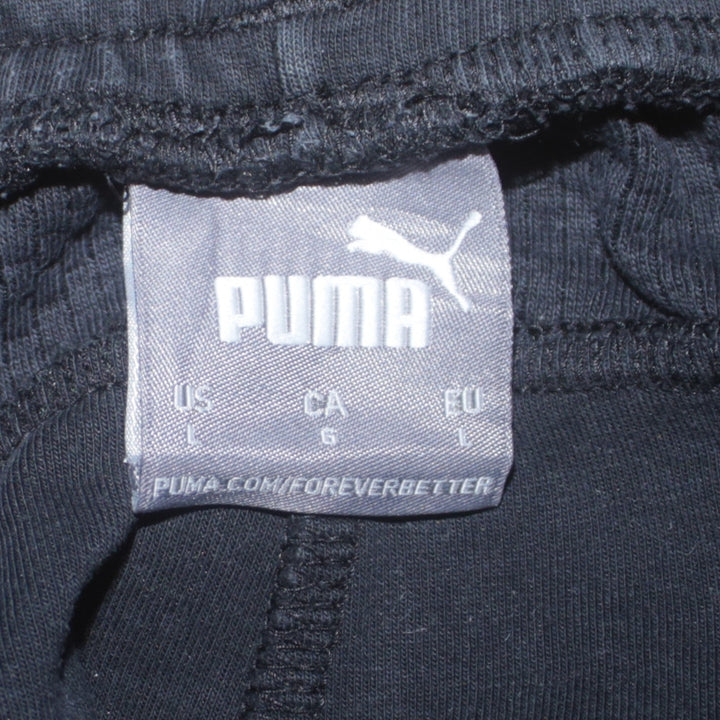 PUMA
US CA EU
L G L
PUMA.COM/FOREVERBETTER